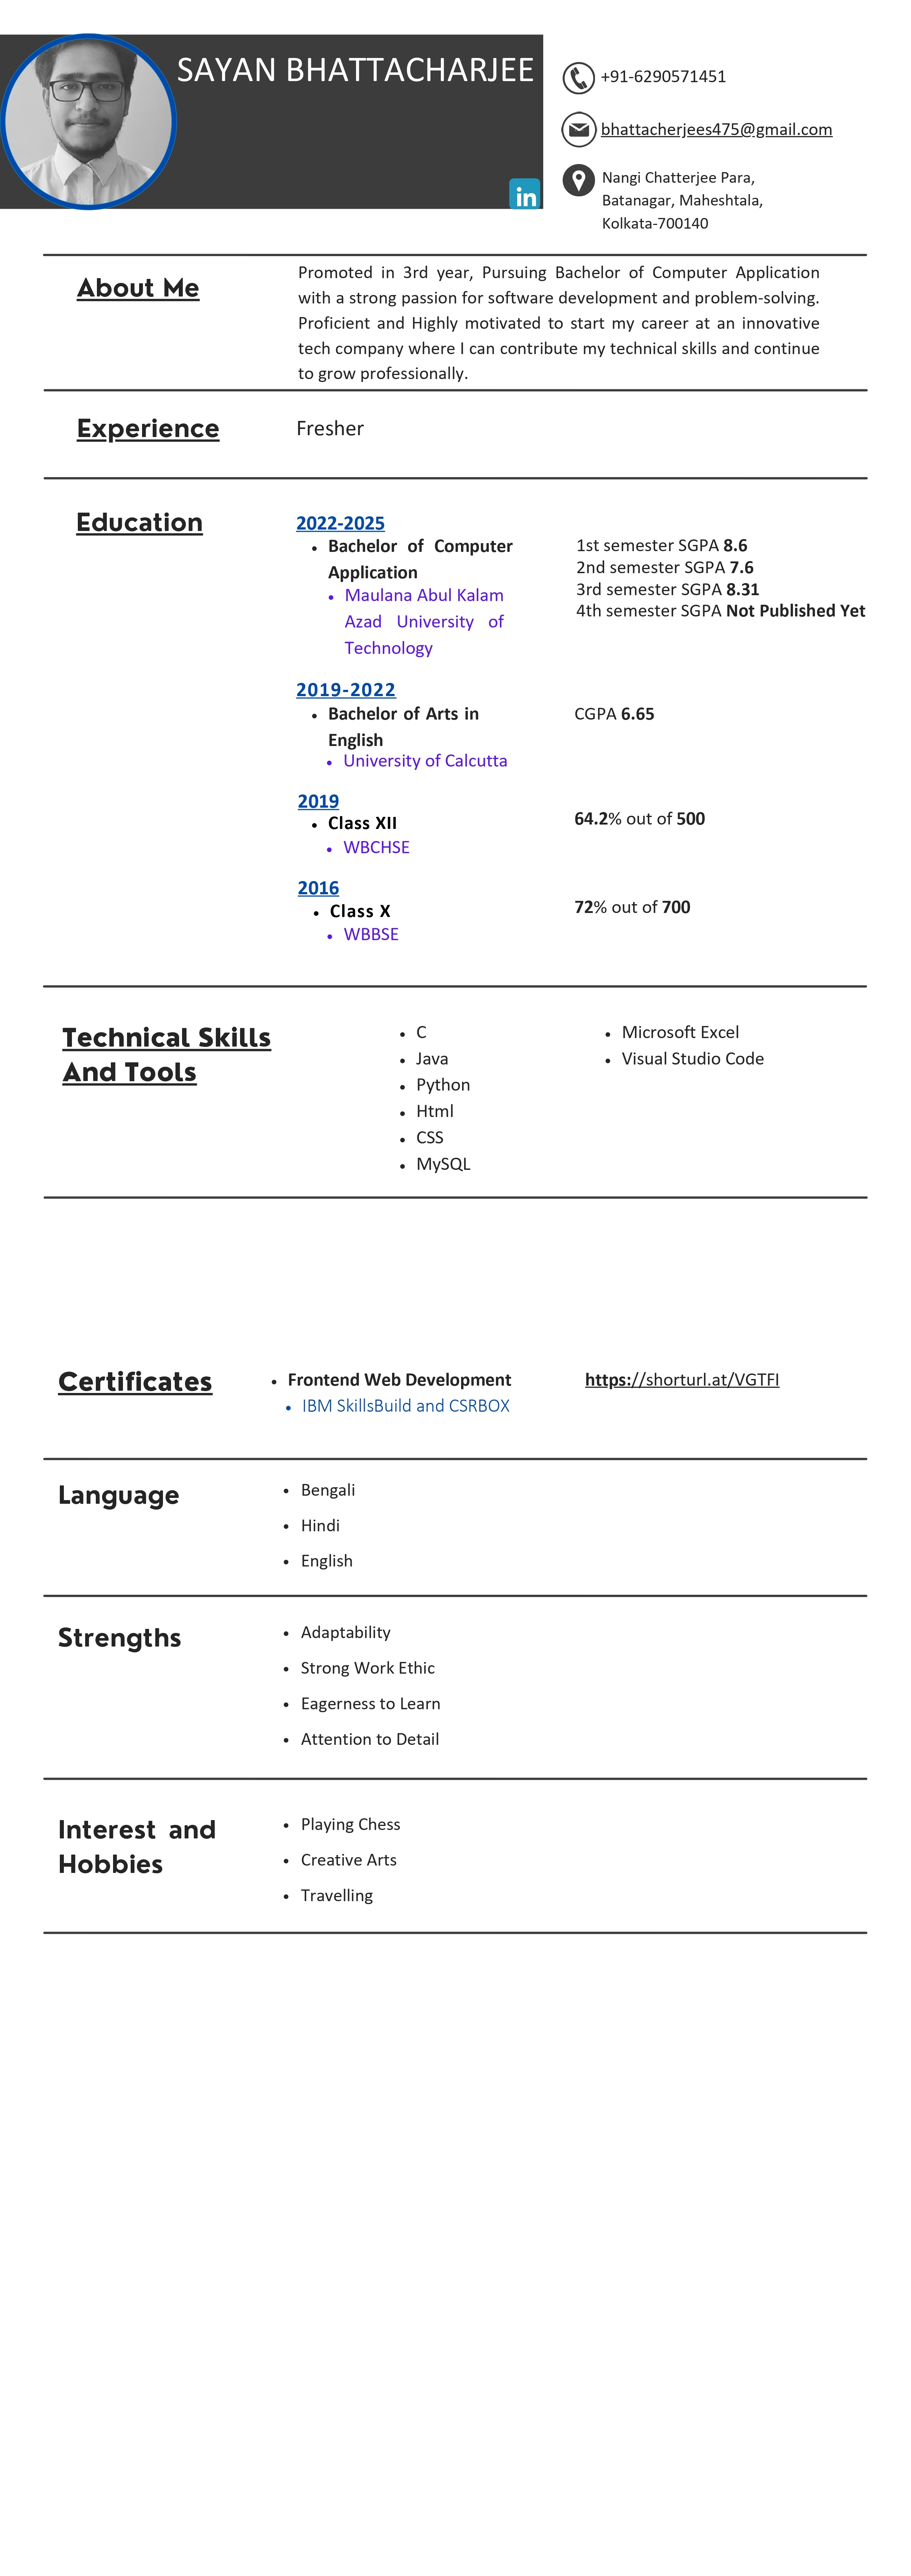 SAYAN BHATTACHARJEE
in
+91-6290571451
bhattacherjees475@gmail.com
Nangi Chatterjee Para,
Batanagar, Maheshtala,
Kolkata-700140
About Me
Promoted in 3rd year, Pursuing Bachelor of Computer Application
with a strong passion for software development and problem-solving.
Proficient and Highly motivated to start my career at an innovative
tech company where I can contribute my technical skills and continue
to grow professionally.
Experience
Fresher
Education
2022-2025
• Bachelor of Computer
Application
• Maulana Abul Kalam
Azad University of
Technology
1st semester SGPA 8.6
2nd semester SGPA 7.6
3rd semester SGPA 8.31
4th semester SGPA Not Published Yet
2019-2022
• Bachelor of Arts in
English
• University of Calcutta
CGPA 6.65
2019
• Class XII
• WBCHSE
64.2% out of 500
2016
• Class X
• WBBSE
72% out of 700
Technical Skills
And Tools
• C
• Java
• Python
• Html
• CSS
• MySQL
• Microsoft Excel
• Visual Studio Code
Certificates
• Frontend Web Development
• IBM SkillsBuild and CSRBOX
https://shorturl.at/VGTFI
Language
• Bengali
• Hindi
• English
Strengths
• Adaptability
• Strong Work Ethic
• Eagerness to Learn
• Attention to Detail
Interest and
Hobbies
• Playing Chess
• Creative Arts
• Travelling